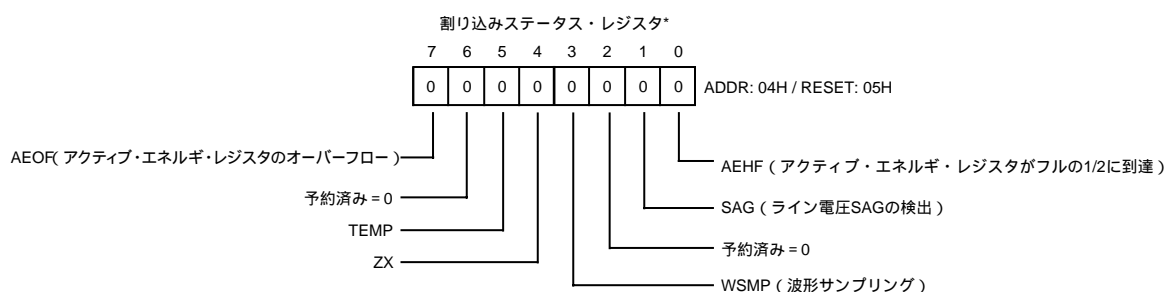 割り込みステータス・レジスタ*
7 6 5 4 3 2 1 0
0 0 0 0 0 0 0 0 ADDR: 04H / RESET: 05H
AEOF(アクティブ・エネルギ・レジスタのオーバーフロー)
予約済み = 0
TEMP
ZX
AEHF(アクティブ・エネルギ・レジスタがフルの1/2に到達)
SAG(ライン電圧SAGの検出)
予約済み = 0
WSMP(波形サンプリング)